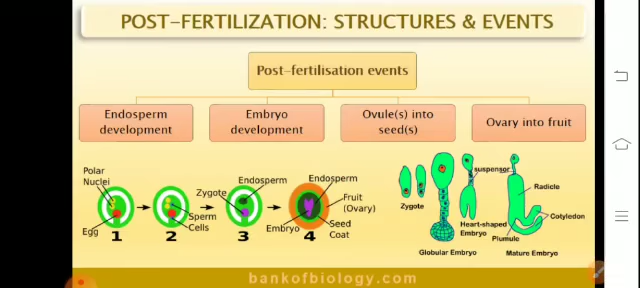 POST-FERTILIZATION: STRUCTURES & EVENTS
Post-fertilisation events
Endosperm
development
Embryo
development
Ovule(s) into
seed(s)
Ovary into fruit
Polar
Nuclei
Egg
1
Sperm
Cells
2
Zygote
Endosperm
3
Endosperm
Fruit
(Ovary)
Seed
Coat
Embryo
4
Zygote
Globular Embryo
suspensor
Heart-shaped
Embryo
Radicle
Cotyledon
Plumule
Mature Embryo
bankofbiology.com